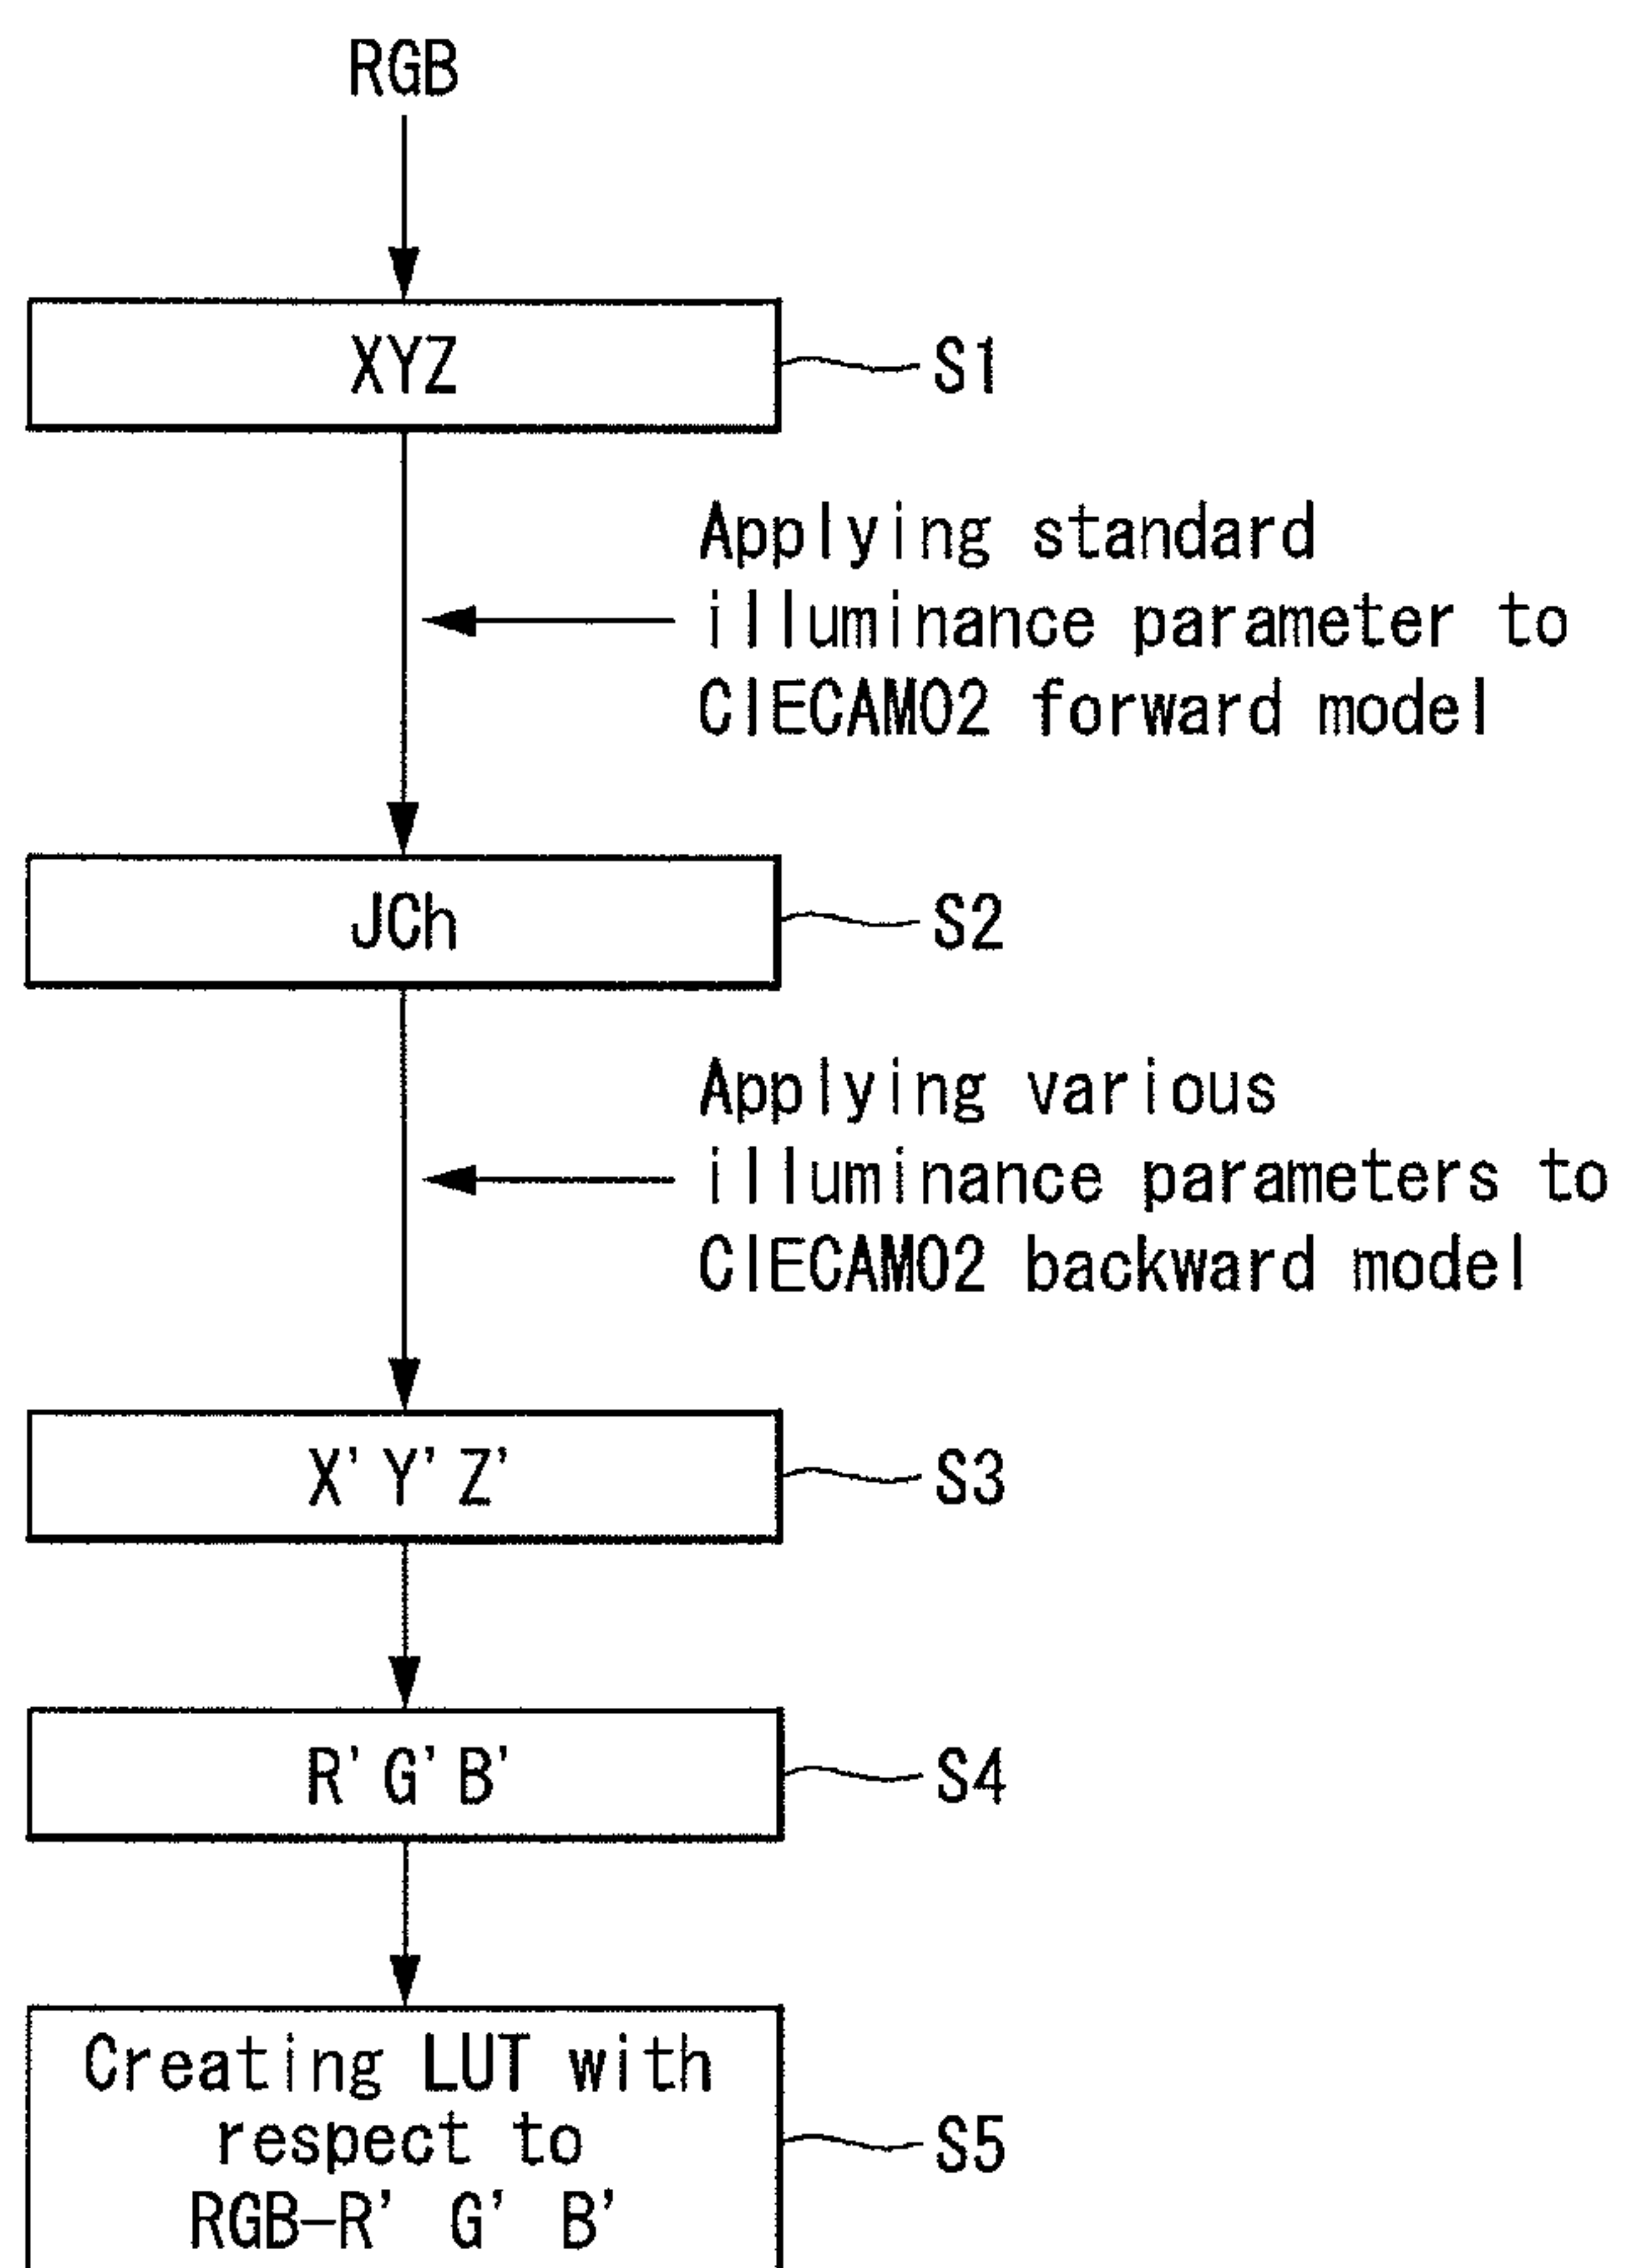 RGB
XYZ
S1
Applying standard
illuminance parameter to
CIECAM02 forward model
JCh
S2
Applying various
illuminance parameters to
CIECAM02 backward model
X'Y'Z'
S3
R'G'B'
S4
Creating LUT with
respect to
RGB-R' G' B'
S5